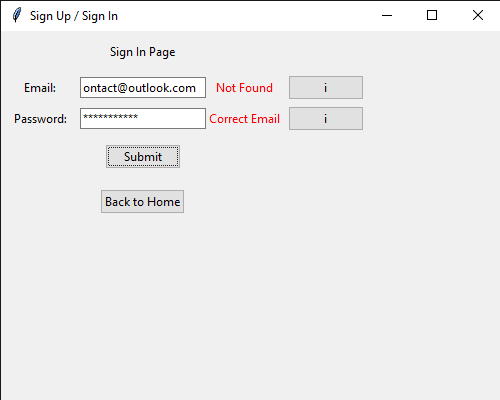 Sign Up / Sign In
Sign In Page
Email: ontact@outlook.com Not Found i
Password: *********** Correct Email i
Submit
Back to Home